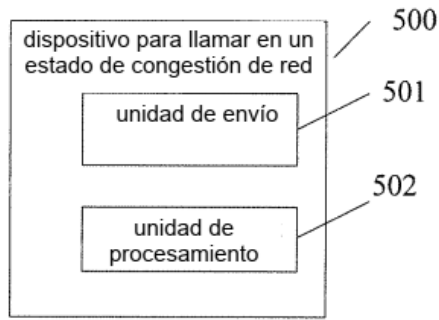 500
dispositivo para llamar en un
estado de congestión de red
501
unidad de envío
502
unidad de
procesamiento